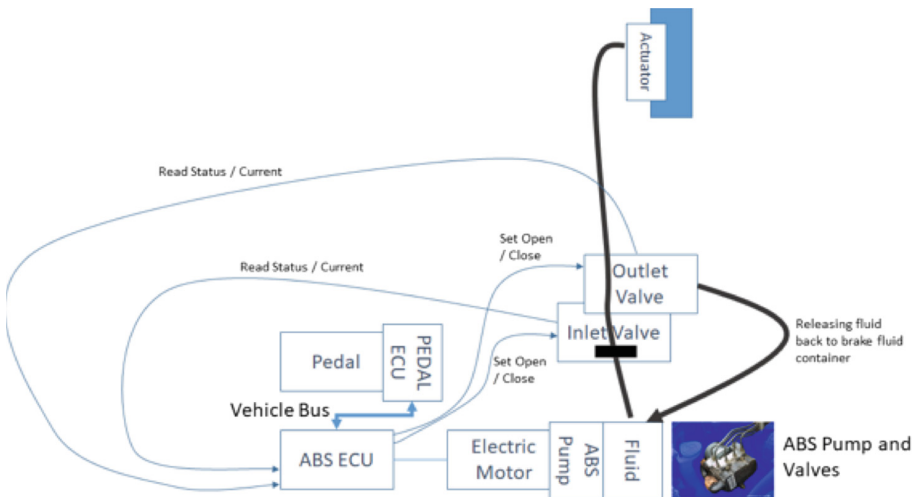 Actuator
Read Status / Current
Set Open
/ Close
Read Status / Current
Outlet
Valve
Inlet Valve
Releasing fluid
back to brake fluid
container
Pedal
PEDAL
ECU
Set Open
/ Close
Vehicle Bus
ABS ECU
Electric
Motor
ABS
Pump
Fluid
ABS Pump and
Valves